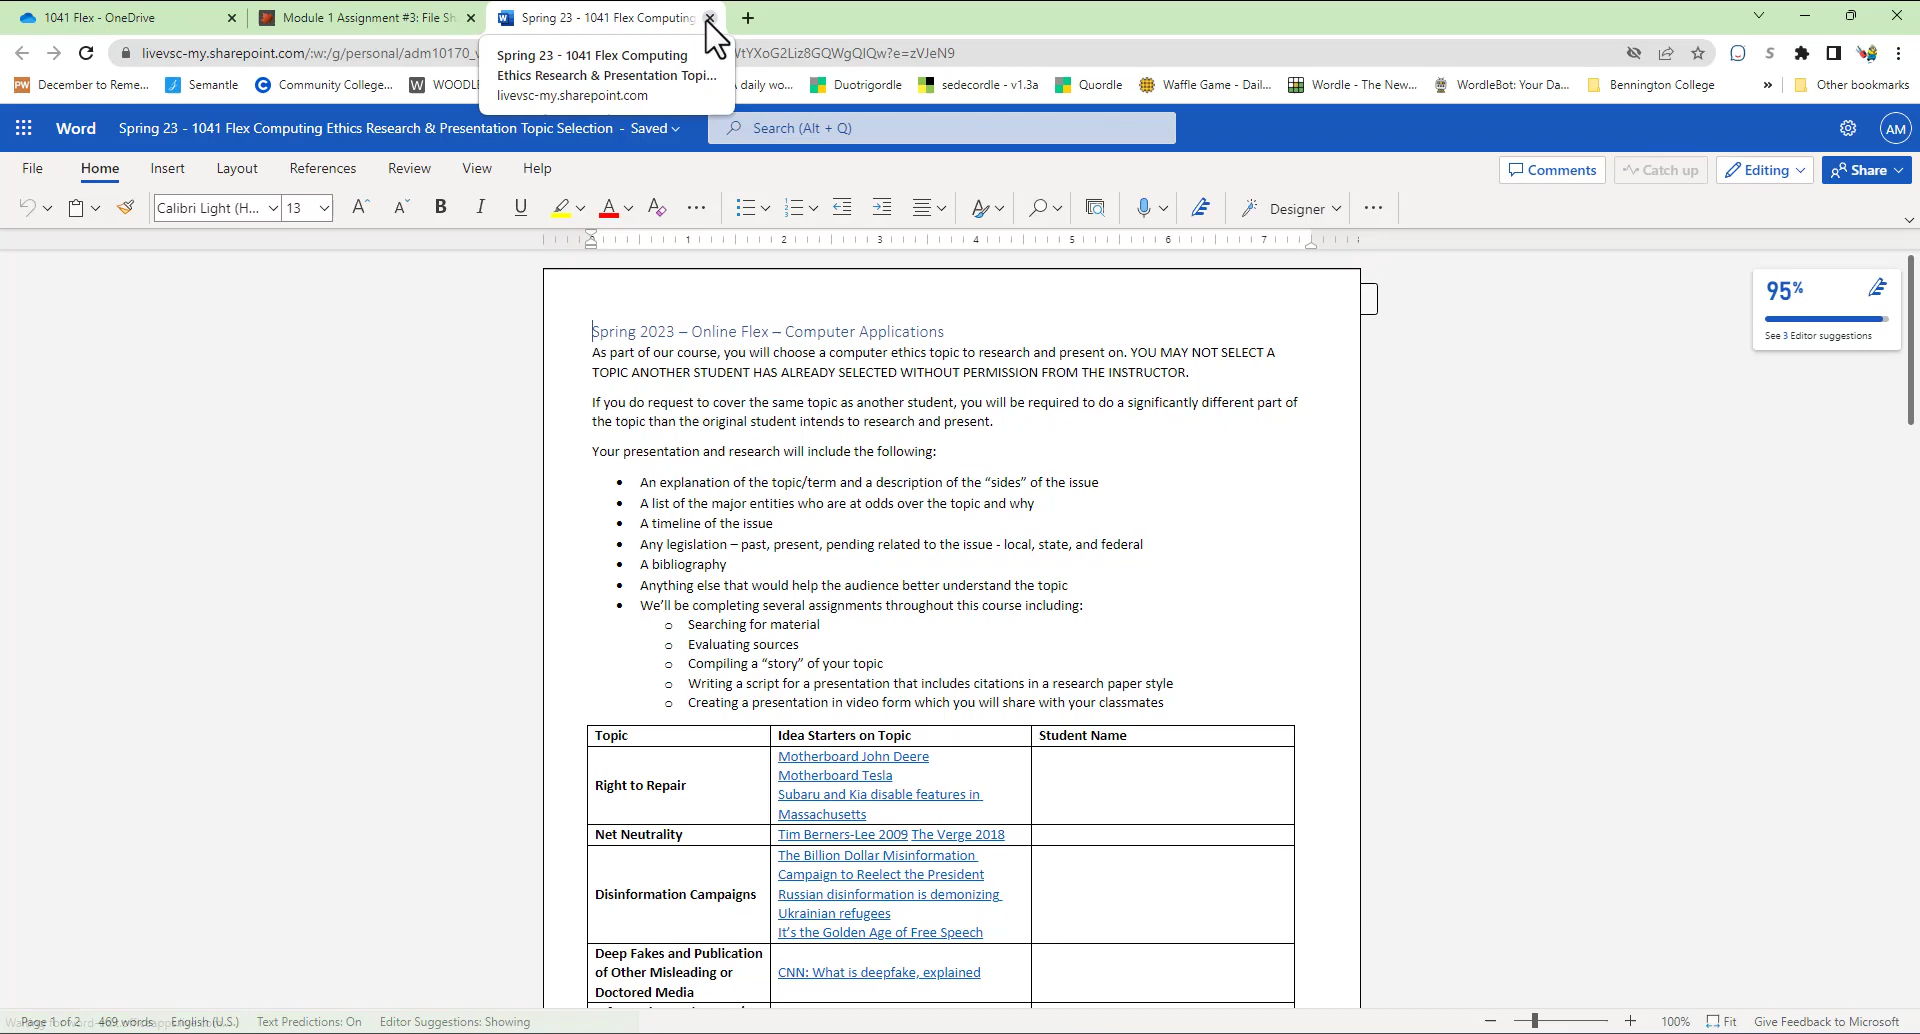 1041 Flex - OneDrive
Module 1 Assignment #3: File Sh
Spring 23 - 1041 Flex Computing
livevsc-my.sharepoint.com/:w:/g/personal/adm10170_
tYXoG2Liz8GQWgQIQw?e=zVJeN9
Spring 23 - 1041 Flex Computing
Ethics Research & Presentation Topi...
livevsc-my.sharepoint.com
December to Reme...
Semantle
Community College...
WOODLE
daily wo...
Duotrigordle
sedecordle - v1.3a
Quordle
Waffle Game - Dail...
Wordle - The New...
WordleBot: Your Da...
Bennington College
»
Other bookmarks
Word
Spring 23 - 1041 Flex Computing Ethics Research & Presentation Topic Selection - Saved
Search (Alt + Q)
AM
File
Home
Insert
Layout
References
Review
View
Help
Comments
Catch up
Editing
Share
Calibri Light (H...
13
Designer
1 2 3 4 5 6 7
95%
See 3 Editor suggestions
Spring 2023 – Online Flex – Computer Applications
As part of our course, you will choose a computer ethics topic to research and present on. YOU MAY NOT SELECT A
TOPIC ANOTHER STUDENT HAS ALREADY SELECTED WITHOUT PERMISSION FROM THE INSTRUCTOR.
If you do request to cover the same topic as another student, you will be required to do a significantly different part of
the topic than the original student intends to research and present.
Your presentation and research will include the following:
• An explanation of the topic/term and a description of the “sides” of the issue
• A list of the major entities who are at odds over the topic and why
• A timeline of the issue
• Any legislation – past, present, pending related to the issue - local, state, and federal
• A bibliography
• Anything else that would help the audience better understand the topic
• We’ll be completing several assignments throughout this course including:
o Searching for material
o Evaluating sources
o Compiling a “story” of your topic
o Writing a script for a presentation that includes citations in a research paper style
o Creating a presentation in video form which you will share with your classmates
Topic
Idea Starters on Topic
Student Name
Right to Repair
Motherboard John Deere
Motherboard Tesla
Subaru and Kia disable features in
Massachusetts
Net Neutrality
Tim Berners-Lee 2009 The Verge 2018
Disinformation Campaigns
The Billion Dollar Misinformation
Campaign to Reelect the President
Russian disinformation is demonizing
Ukrainian refugees
It’s the Golden Age of Free Speech
Deep Fakes and Publication
of Other Misleading or
Doctored Media
CNN: What is deepfake, explained
Page 1 of 2
469 words
English (U.S.)
Text Predictions: On
Editor Suggestions: Showing
100%
Fit
Give Feedback to Microsoft